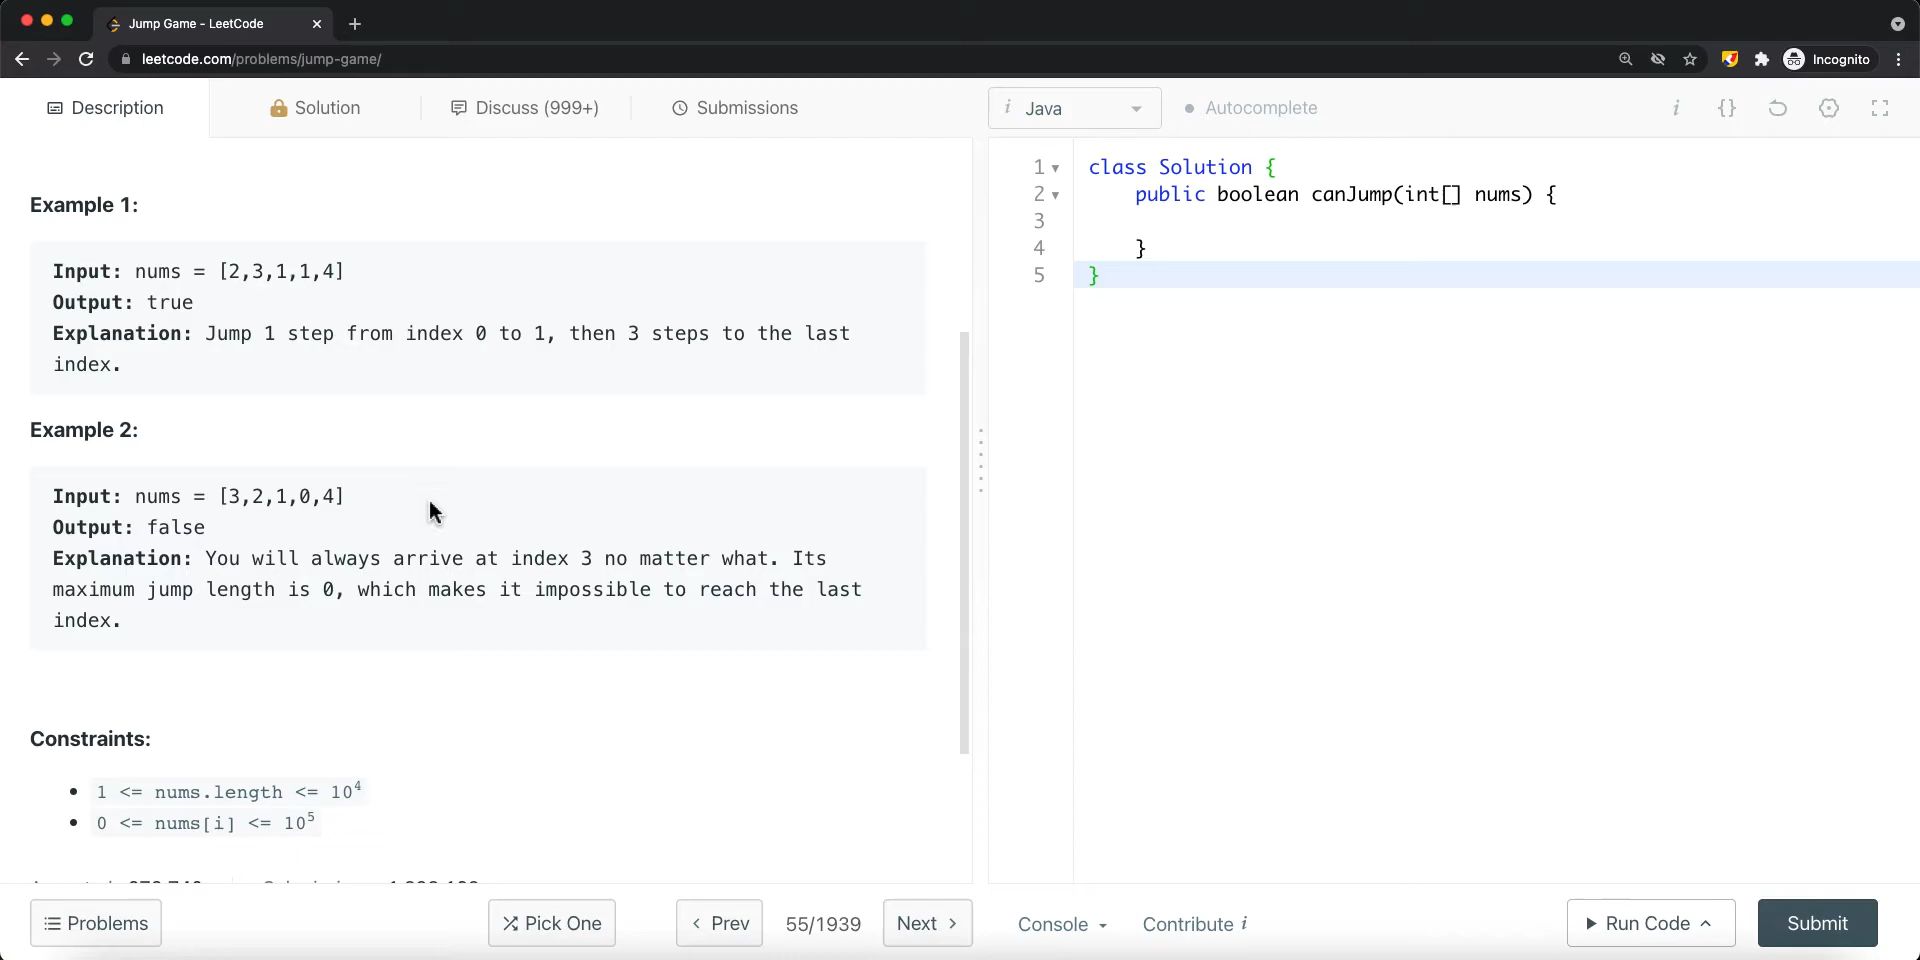 Jump Game - LeetCode
leetcode.com/problems/jump-game/
Incognito
Description
Solution
Discuss (999+)
Submissions
i Java
Autocomplete
i {}
Example 1:
Input: nums = [2,3,1,1,4]
Output: true
Explanation: Jump 1 step from index 0 to 1, then 3 steps to the last
index.
Example 2:
Input: nums = [3,2,1,0,4]
Output: false
Explanation: You will always arrive at index 3 no matter what. Its
maximum jump length is 0, which makes it impossible to reach the last
index.
Constraints:
1 <= nums.length <= 10^4
0 <= nums[i] <= 10^5
1 class Solution {
2 public boolean canJump(int[] nums) {
3
4 }
5 }
Problems
Pick One
Prev
55/1939
Next
Console
Contribute i
Run Code
Submit